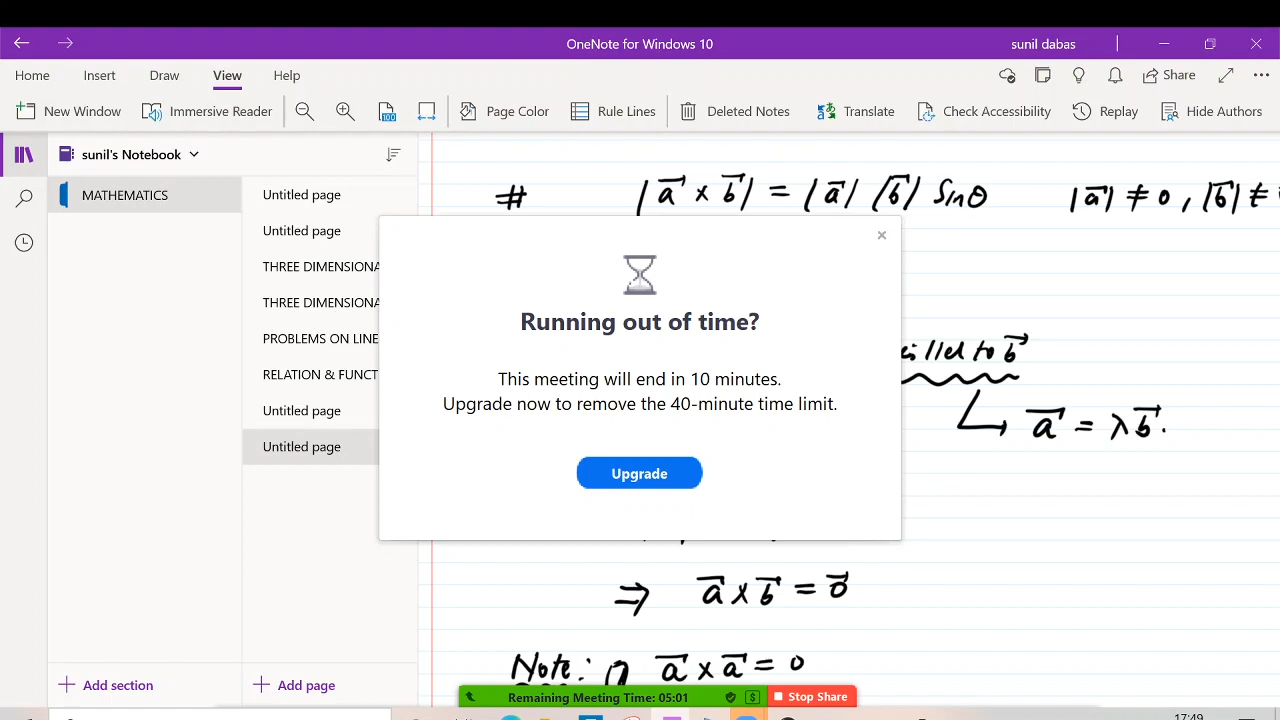 OneNote for Windows 10
sunil dabas
Home Insert Draw View Help
Share
New Window Immersive Reader Page Color Rule Lines Deleted Notes Translate Check Accessibility Replay Hide Authors
sunil's Notebook
MATHEMATICS
Untitled page
Untitled page
THREE DIMENSIONA
THREE DIMENSIONA
PROBLEMS ON LINE
RELATION & FUNCT
Untitled page
Untitled page
Add section
Add page
# |a⃗ × b⃗| = |a⃗| |b⃗| Sinθ |a⃗| ≠ 0, |b⃗| ≠
to b⃗
a⃗ = λb⃗.
⇒ a⃗ × b⃗ = 0⃗
Note: a⃗ × a⃗ = 0
×
Running out of time?
This meeting will end in 10 minutes.
Upgrade now to remove the 40-minute time limit.
Upgrade
Remaining Meeting Time: 05:01
Stop Share
17:49